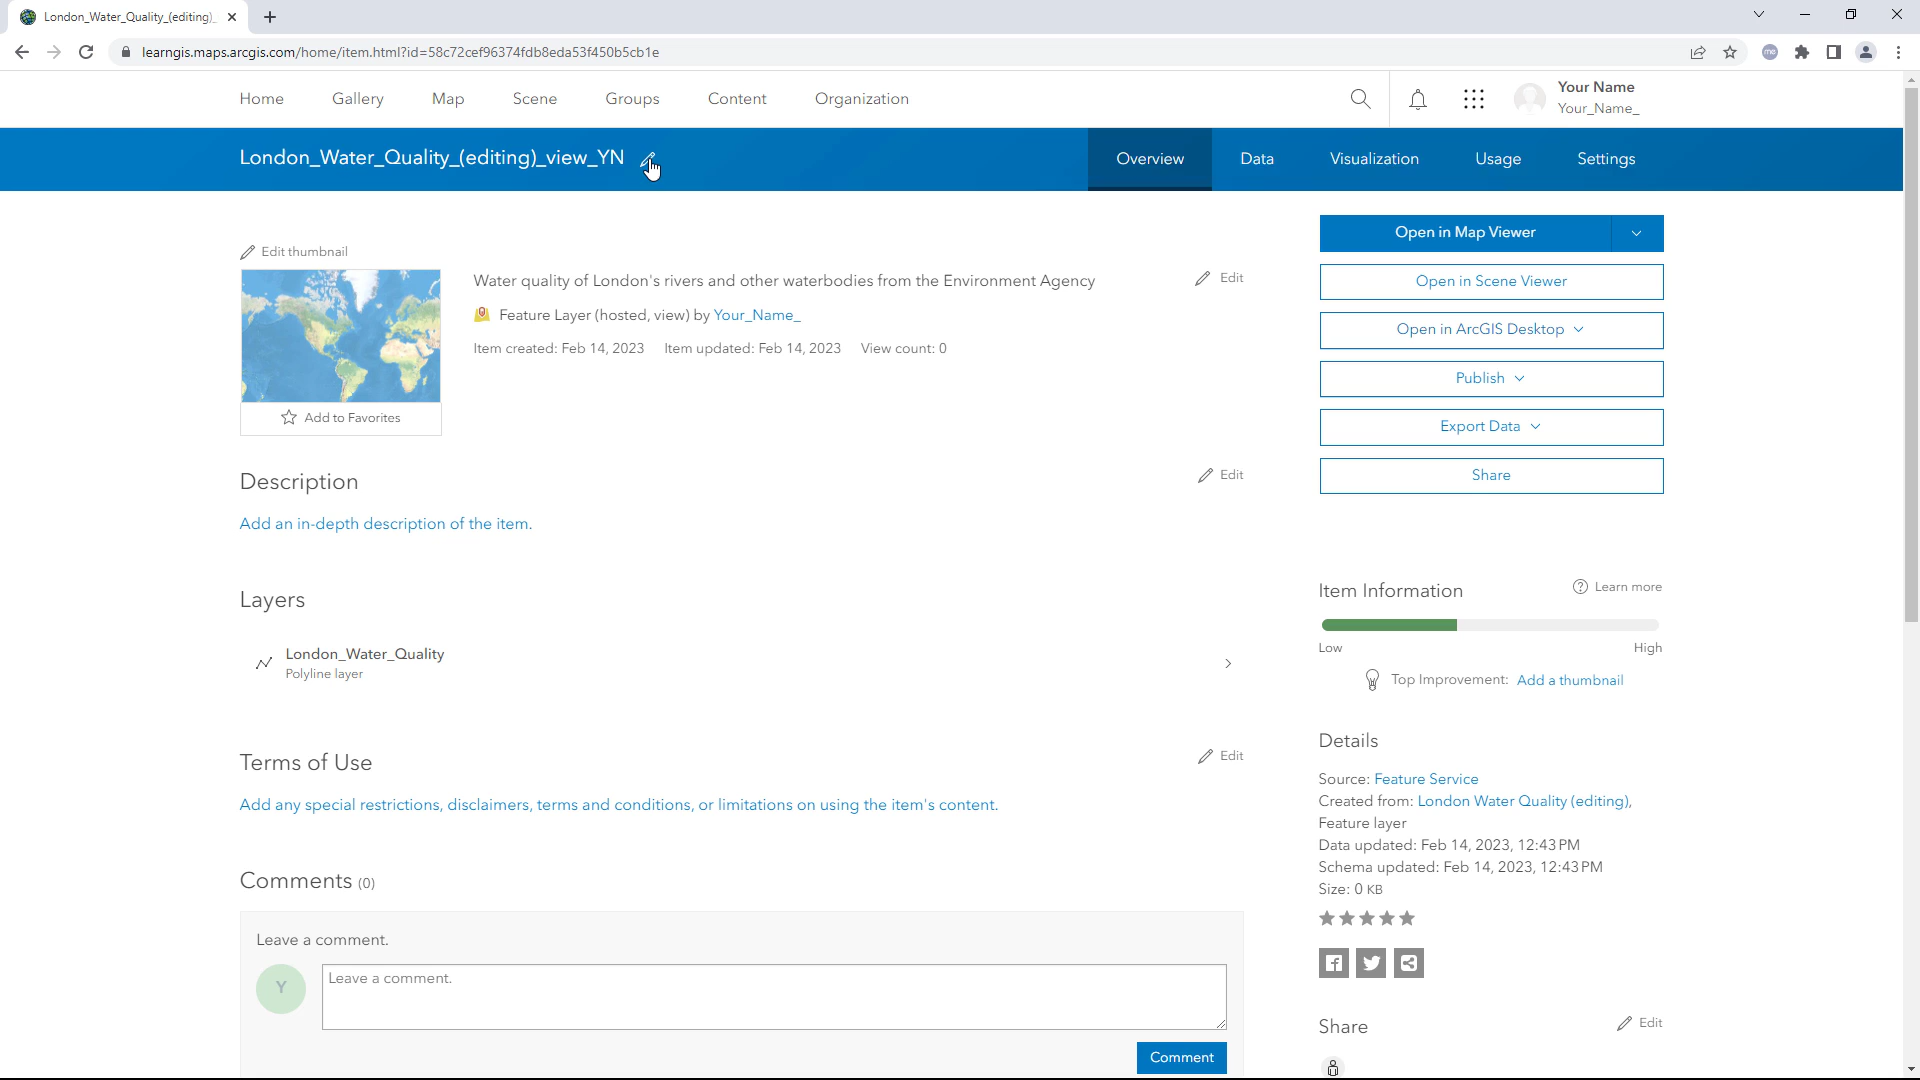 London_Water_Quality_(editing)_
learngis.maps.arcgis.com/home/item.html?id=58c72cef96374fdb8eda53f450b5cb1e
me
Home Gallery Map Scene Groups Content Organization
Your Name
Your_Name_
London_Water_Quality_(editing)_view_YN
Overview Data Visualization Usage Settings
Edit thumbnail
Add to Favorites
Water quality of London's rivers and other waterbodies from the Environment Agency
Edit
Feature Layer (hosted, view) by Your_Name_
Item created: Feb 14, 2023 Item updated: Feb 14, 2023 View count: 0
Description
Edit
Add an in-depth description of the item.
Layers
London_Water_Quality
Polyline layer
Terms of Use
Edit
Add any special restrictions, disclaimers, terms and conditions, or limitations on using the item's content.
Comments (0)
Leave a comment.
Y
Leave a comment.
Comment
Open in Map Viewer
Open in Scene Viewer
Open in ArcGIS Desktop
Publish
Export Data
Share
Item Information
Learn more
Low High
Top Improvement: Add a thumbnail
Details
Source: Feature Service
Created from: London Water Quality (editing),
Feature layer
Data updated: Feb 14, 2023, 12:43 PM
Schema updated: Feb 14, 2023, 12:43 PM
Size: 0 KB
Share
Edit